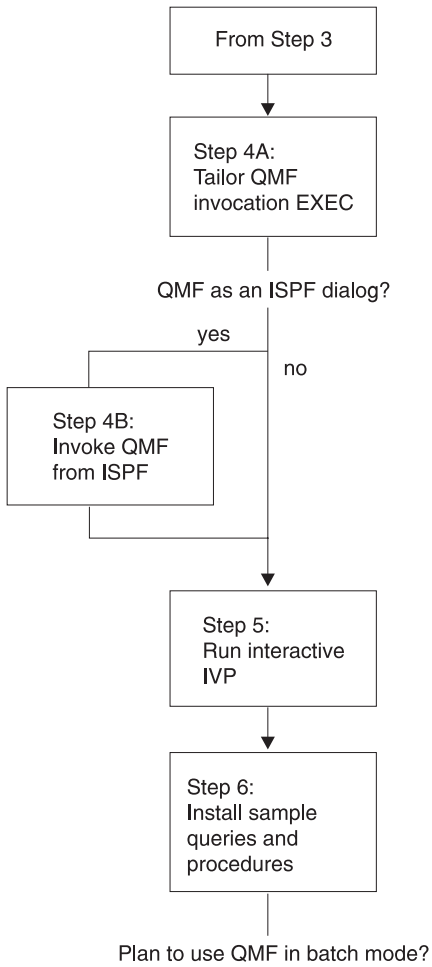 From Step 3
Step 4A:
Tailor QMF
invocation EXEC
QMF as an ISPF dialog?
yes
no
Step 4B:
Invoke QMF
from ISPF
Step 5:
Run interactive
IVP
Step 6:
Install sample
queries and
procedures
Plan to use QMF in batch mode?